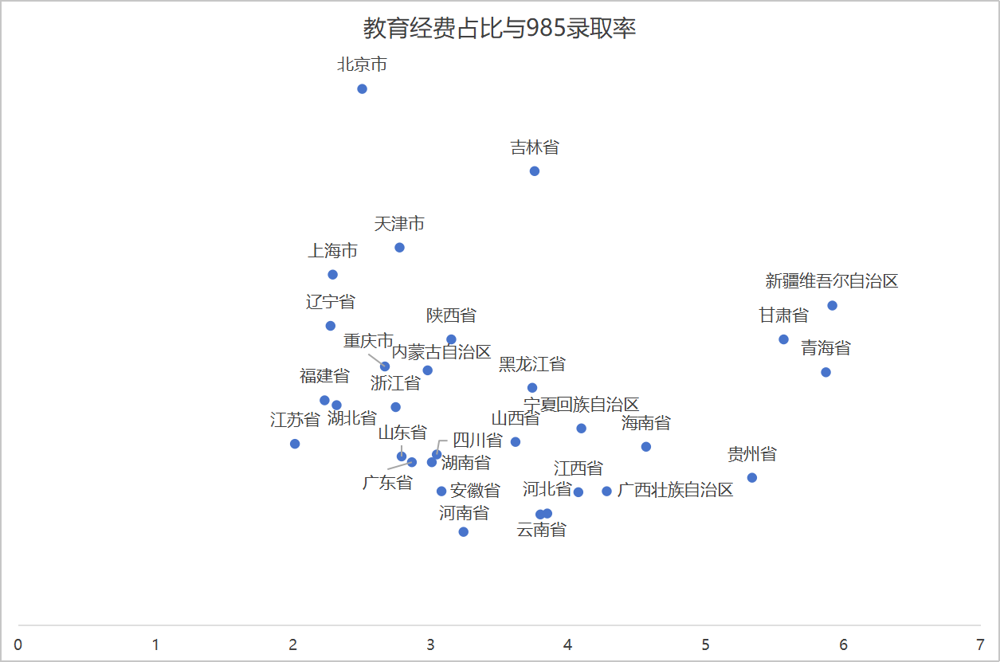 教育经费占比与985录取率
北京市
吉林省
天津市
上海市
新疆维吾尔自治区
辽宁省
陕西省
甘肃省
重庆市
内蒙古自治区
青海省
黑龙江省
福建省
浙江省
宁夏回族自治区
江苏省
湖北省
山西省
海南省
山东省
四川省
贵州省
湖南省
江西省
广东省
安徽省
河北省
广西壮族自治区
河南省
云南省
0 1 2 3 4 5 6 7